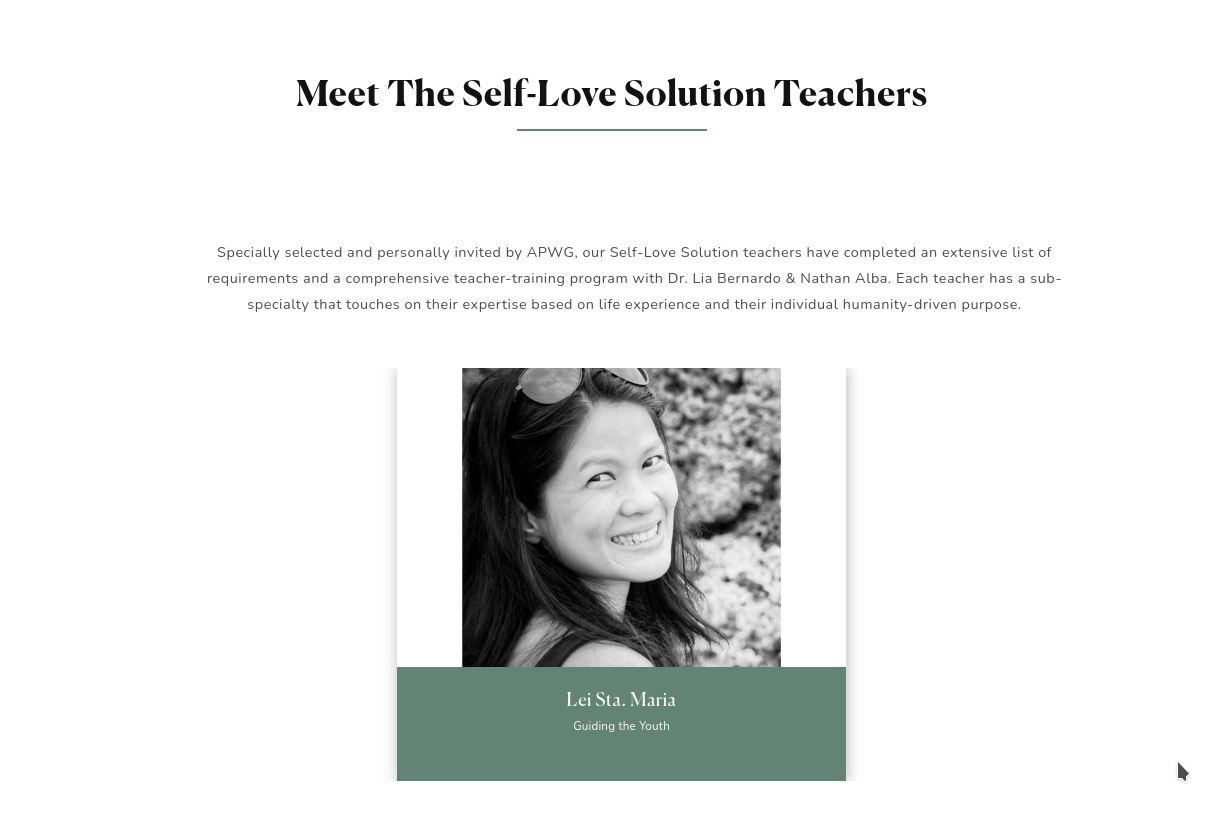 Meet The Self-Love Solution Teachers
Specially selected and personally invited by APWG, our Self-Love Solution teachers have completed an extensive list of
requirements and a comprehensive teacher-training program with Dr. Lia Bernardo & Nathan Alba. Each teacher has a sub-
specialty that touches on their expertise based on life experience and their individual humanity-driven purpose.
Lei Sta. Maria
Guiding the Youth